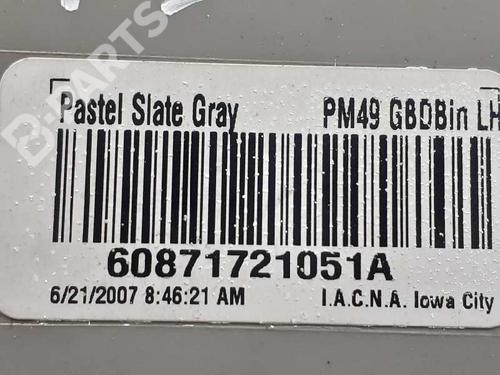 B-PARTS
Pastel Slate Gray PM49 GBDBin LH
60871721051A
6/21/2007 8:46:21 AM I.A.C.N.A. Iowa City